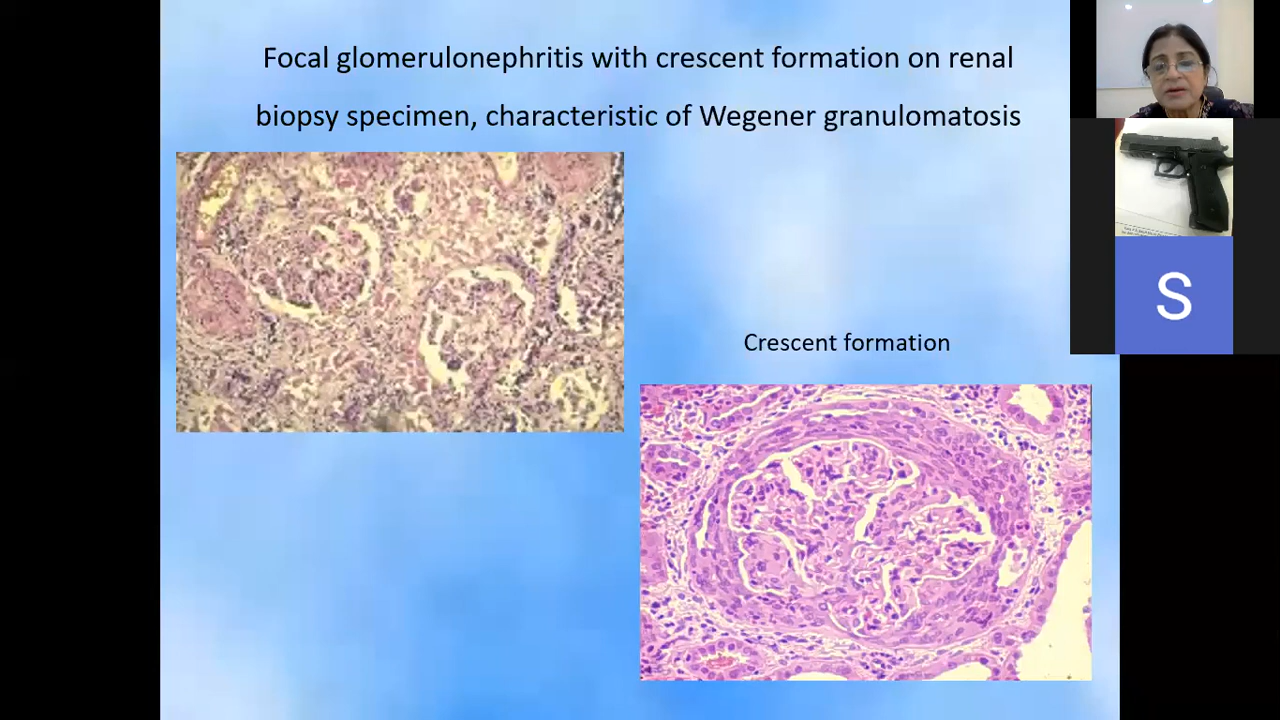 Focal glomerulonephritis with crescent formation on renal
biopsy specimen, characteristic of Wegener granulomatosis
Crescent formation
S